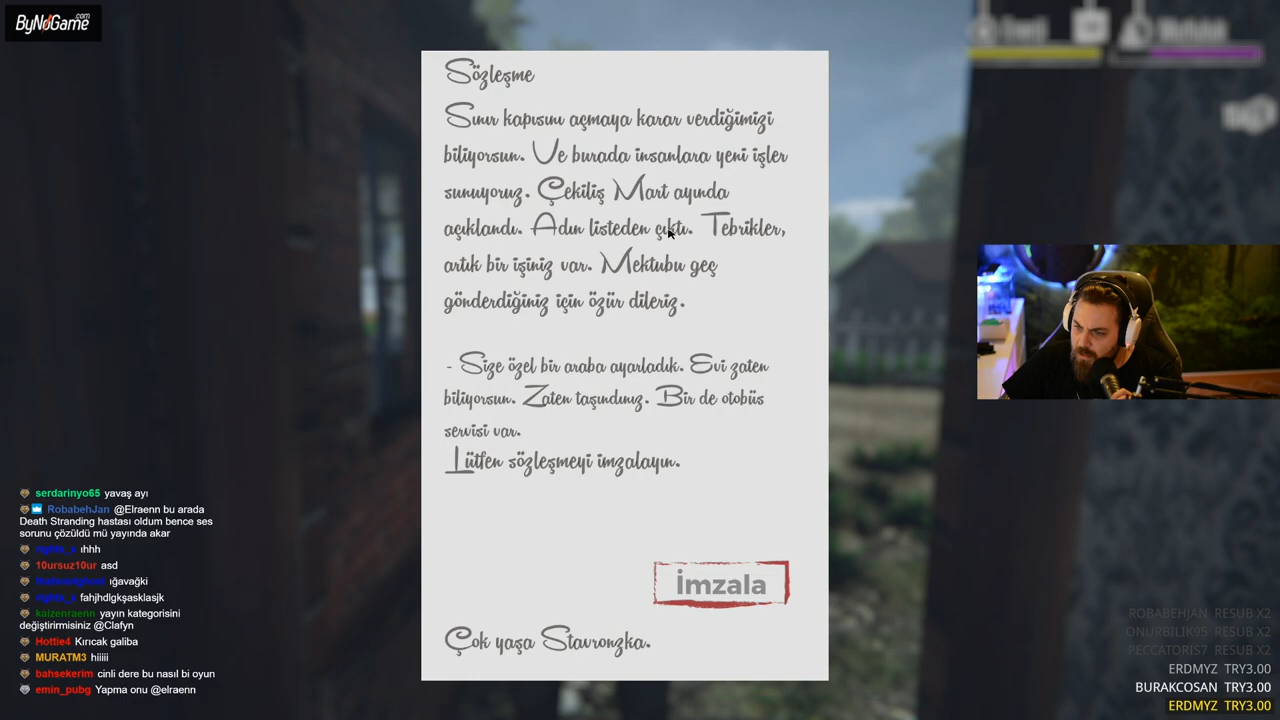 ByNoGame.com
Sözleşme
Sınır kapısını açmaya karar verdiğimizi
biliyorsun. Ve burada insanlara yeni işler
sunuyoruz. Çekiliş Mart ayında
açıklandı. Adın listeden çıktı. Tebrikler,
artık bir işiniz var. Mektubu geç
gönderdiğiniz için özür dileriz.
- Size özel bir araba ayarladık. Evi zaten
biliyorsun. Zaten taşındınız. Bir de otobüs
servisi var.
Lütfen sözleşmeyi imzalayın.
İmzala
Çok yaşa Stavronzka.
serdarinyo65 yavaş ayı
RobabehJan @Elraenn bu arada
Death Stranding hastası oldum bence ses
sorunu çözüldü mü yayında akar
ıhhh
10ursuz10ur asd
ığavağki
fahjhdlgkşasklasjk
kaizenraenn yayın kategorisini
değiştirirmisiniz @Clafyn
Hottie4 Kırıcak galiba
MURATM3 hiiiii
bahsekerim cinli dere bu nasıl bi oyun
emin_pubg Yapma onu @elraenn
ROBABEHJAN RESUB X2
ONURBILIK95 RESUB X2
PECCATORIS7 RESUB X2
ERDMYZ TRY3.00
BURAKCOSAN TRY3.00
ERDMYZ TRY3.00